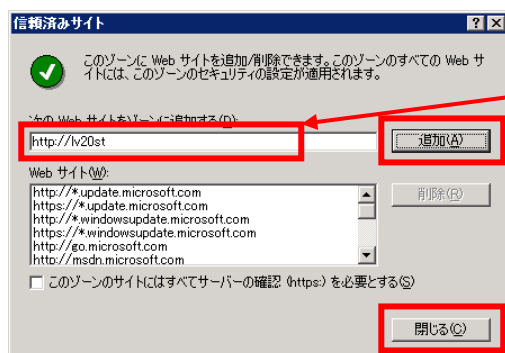 信頼済みサイト
このゾーンに Web サイトを追加/削除できます。このゾーンのすべての Web サ
イトには、このゾーンのセキュリティの設定が適用されます。
次の Web サイトをゾーンに追加する(D):
http://lv20st
追加(A)
Web サイト(W):
http://*.update.microsoft.com
https://*.update.microsoft.com
http://*.windowsupdate.microsoft.com
https://*.windowsupdate.microsoft.com
http://go.microsoft.com
http://msdn.microsoft.com
削除(R)
このゾーンのサイトにはすべてサーバーの確認 (https:) を必要とする(S)
閉じる(C)